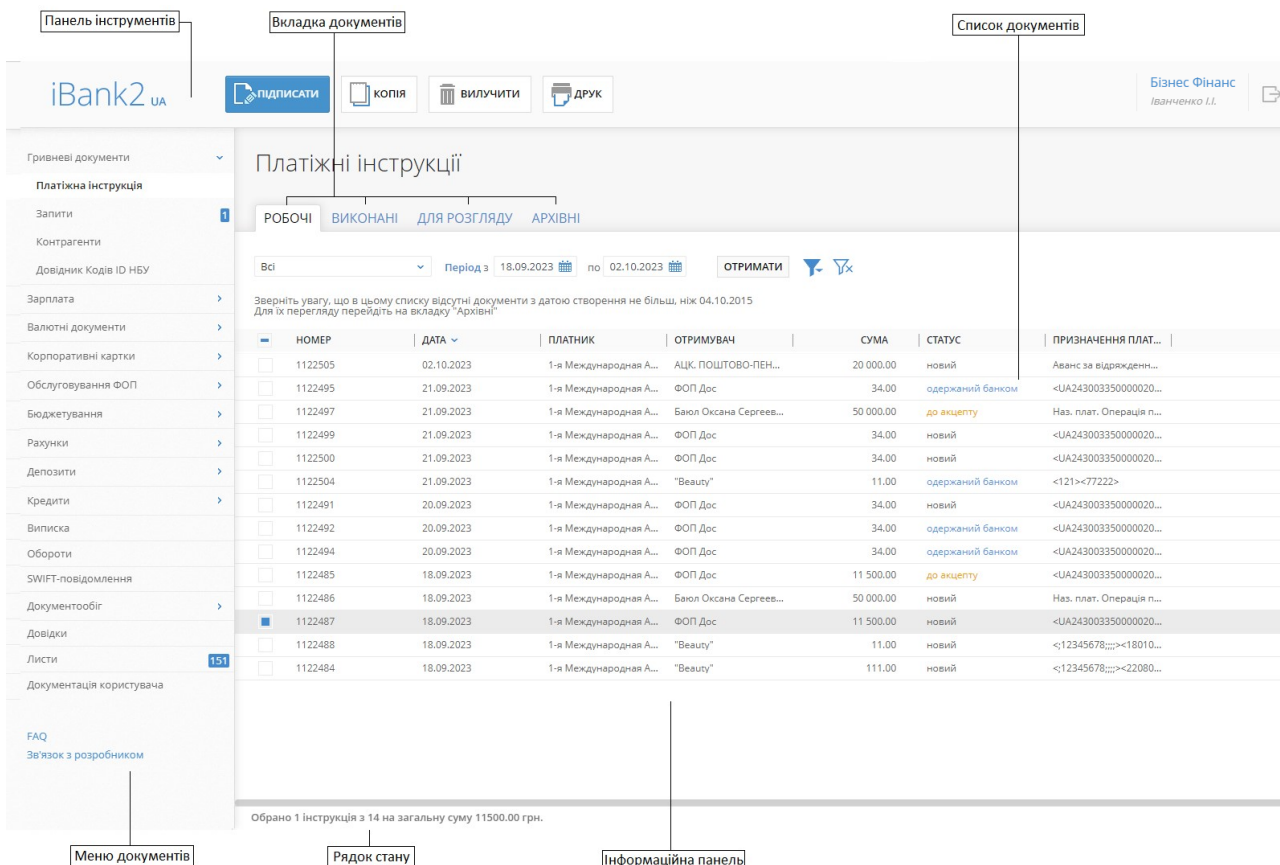 Панель інструментів
Вкладка документів
Список документів
iBank2 UA
ПІДПИСАТИ
КОПІЯ
ВИЛУЧИТИ
ДРУК
Бізнес Фінанс
Іванченко І.І.
Гривневі документи
Платіжна інструкція
Запити 1
Контрагенти
Довідник Кодів ID НБУ
Зарплата
Валютні документи
Корпоративні картки
Обслуговування ФОП
Бюджетування
Рахунки
Депозити
Кредити
Виписка
Обороти
SWIFT-повідомлення
Документообіг
Довідки
Листи 151
Документація користувача
FAQ
Зв'язок з розробником
Платіжні інструкції
РОБОЧІ ВИКОНАНІ ДЛЯ РОЗГЛЯДУ АРХІВНІ
Всі Період з 18.09.2023 по 02.10.2023 ОТРИМАТИ
Зверніть увагу, що в цьому списку відсутні документи з датою створення не більш, ніж 04.10.2015
Для їх перегляду перейдіть на вкладку "Архівні"
НОМЕР ДАТА ПЛАТНИК ОТРИМУВАЧ СУМА СТАТУС ПРИЗНАЧЕННЯ ПЛАТ...
1122505 02.10.2023 1-я Международная А... АЦК. ПОШТОВО-ПЕН... 20 000.00 новий Аванс за відрядженн...
1122495 21.09.2023 1-я Международная А... ФОП Дос 34.00 одержаний банком <UA243003350000020...
1122497 21.09.2023 1-я Международная А... Баюл Оксана Сергеев... 50 000.00 до акцепту Наз. плат. Операція п...
1122499 21.09.2023 1-я Международная А... ФОП Дос 34.00 новий <UA243003350000020...
1122500 21.09.2023 1-я Международная А... ФОП Дос 34.00 новий <UA243003350000020...
1122504 21.09.2023 1-я Международная А... "Beauty" 11.00 одержаний банком <121><77222>
1122491 20.09.2023 1-я Международная А... ФОП Дос 34.00 новий <UA243003350000020...
1122492 20.09.2023 1-я Международная А... ФОП Дос 34.00 одержаний банком <UA243003350000020...
1122494 20.09.2023 1-я Международная А... ФОП Дос 34.00 одержаний банком <UA243003350000020...
1122485 18.09.2023 1-я Международная А... ФОП Дос 11 500.00 до акцепту <UA243003350000020...
1122486 18.09.2023 1-я Международная А... Баюл Оксана Сергеев... 50 000.00 новий Наз. плат. Операція п...
1122487 18.09.2023 1-я Международная А... ФОП Дос 11 500.00 новий <UA243003350000020...
1122488 18.09.2023 1-я Международная А... "Beauty" 11.00 новий <;12345678;;;;><18010...
1122484 18.09.2023 1-я Международная А... "Beauty" 111.00 новий <;12345678;;;;><22080...
Обрано 1 інструкція з 14 на загальну суму 11500.00 грн.
Меню документів
Рядок стану
Інформаційна панель